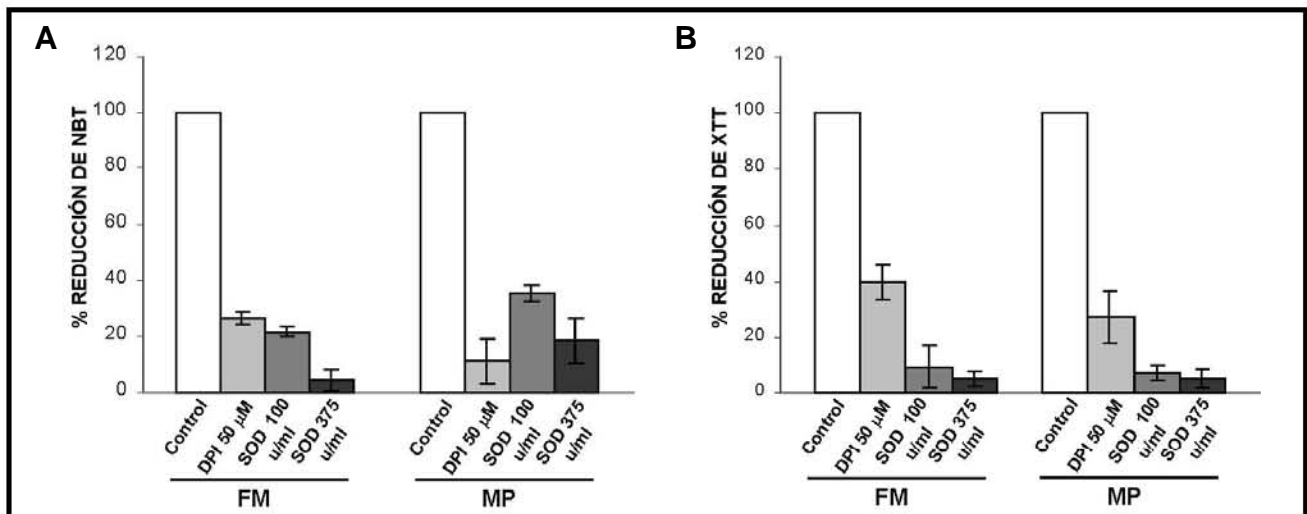 A
% REDUCIÓN DE NBT
120
100
80
60
40
20
0
Control
DPI 50 µM
SOD 100
u/ml
SOD 375
u/ml
FM
Control
DPI 50 µM
SOD 100
u/ml
SOD 375
u/ml
MP
B
% REDUCIÓN DE XTT
120
100
80
60
40
20
0
Control
DPI 50 µM
SOD 100
u/ml
SOD 375
u/ml
FM
Control
DPI 50 µM
SOD 100
u/ml
SOD 375
u/ml
MP